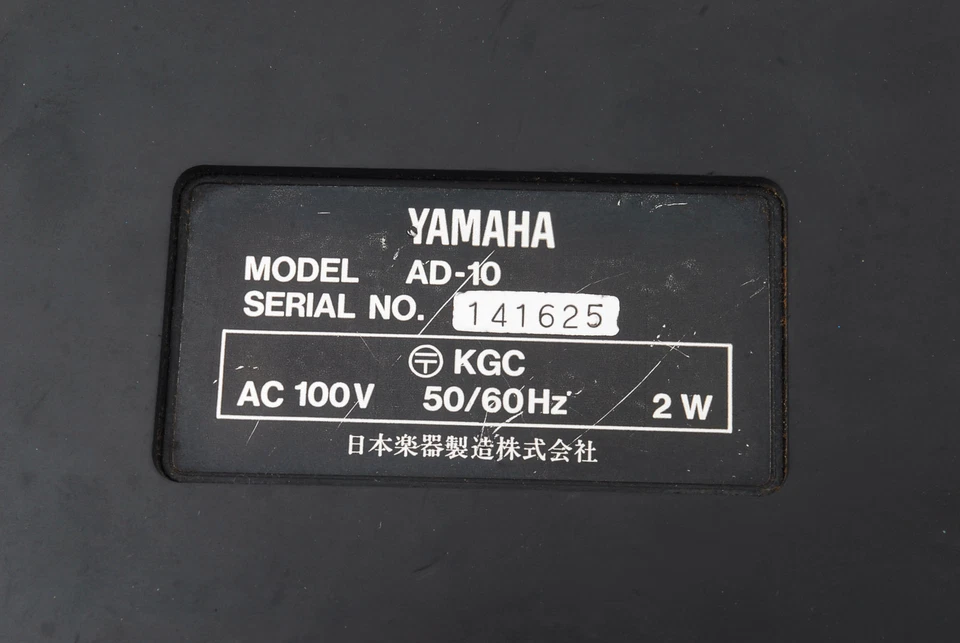 YAMAHA
MODEL AD-10
SERIAL NO. 141625
〶 KGC
AC 100V 50/60Hz 2W
日本楽器製造株式会社